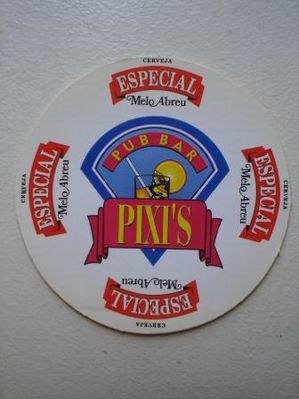 CERVEJA
ESPECIAL
Melo Abreu
PUB BAR
PIXI'S
CERVEJA
ESPECIAL
Melo Abreu
CERVEJA
ESPECIAL
Melo Abreu
Melo Abreu
ESPECIAL
CERVEJA